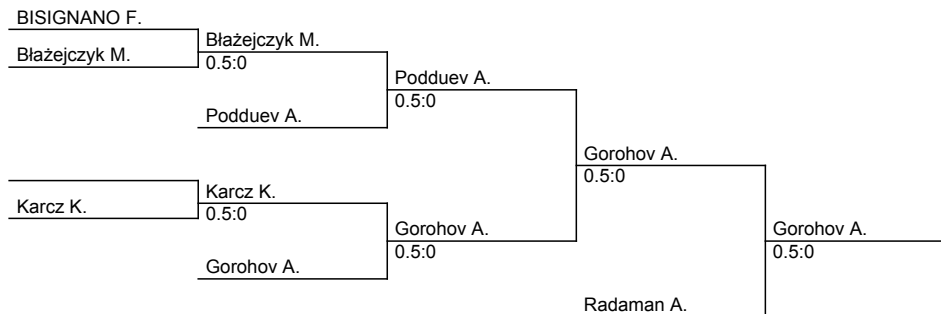 BISIGNANO F.
Błażejczyk M.
Błażejczyk M.
0.5:0
Podduev A.
Podduev A.
0.5:0
Karcz K.
Karcz K.
0.5:0
Gorohov A.
Gorohov A.
0.5:0
Gorohov A.
0.5:0
Radaman A.
Gorohov A.
0.5:0